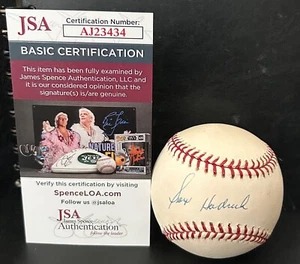 JSA
Certification Number:
AJ23434
BASIC CERTIFICATION
This item has been fully examined by
James Spence Authentication, LLC and
it is our considered opinion that the
signature(s) is/are genuine.
NATURE
Verify this certification by visiting
SpenceLOA.com
Follow us @jsaloa
JSA
James Spence
Authentication